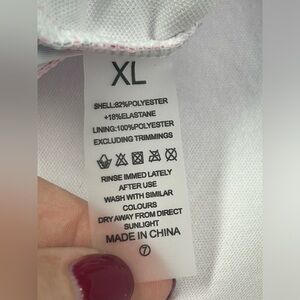 XL
SHELL:82%POLYESTER
+18%ELASTANE
LINING:100%POLYESTER
EXCLUDING TRIMMINGS
RINSE IMMED LATELY
AFTER USE
WASH WITH SIMILAR
COLOURS
DRY AWAY FROM DIRECT
SUNLIGHT
MADE IN CHINA
7